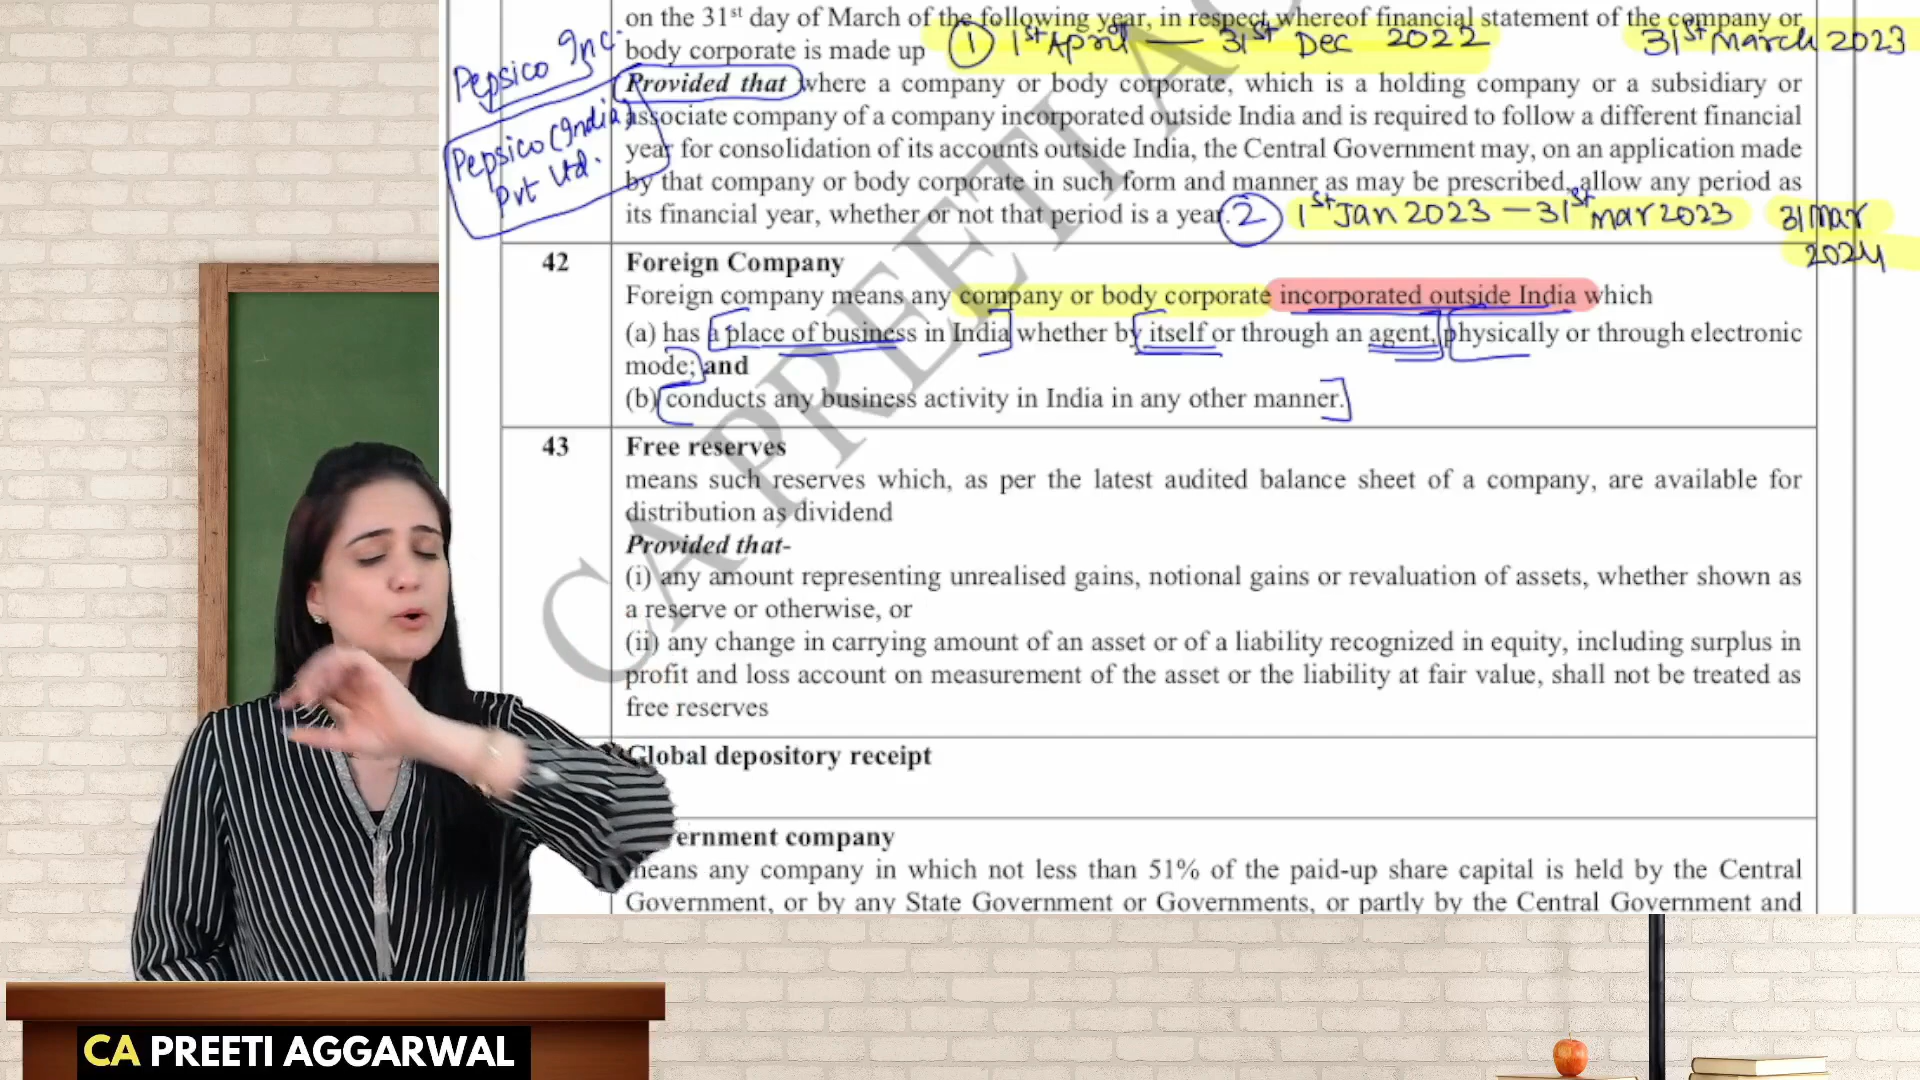 on the 31st day of March of the following year, in respect whereof financial statement of the company or
body corporate is made up ① 1st April — 31st Dec 2022 31st March 2023
Pepsico Inc.
Pepsico (India)
Pvt Ltd.
Provided that where a company or body corporate, which is a holding company or a subsidiary or
associate company of a company incorporated outside India and is required to follow a different financial
year for consolidation of its accounts outside India, the Central Government may, on an application made
by that company or body corporate in such form and manner as may be prescribed, allow any period as
its financial year, whether or not that period is a year. ② 1st Jan 2023 — 31st mar 2023 31 Mar
2024
42 Foreign Company
Foreign company means any company or body corporate incorporated outside India which
(a) has a place of business in India whether by itself or through an agent, physically or through electronic
mode; and
(b) conducts any business activity in India in any other manner.
43 Free reserves
means such reserves which, as per the latest audited balance sheet of a company, are available for
distribution as dividend
Provided that-
(i) any amount representing unrealised gains, notional gains or revaluation of assets, whether shown as
a reserve or otherwise, or
(ii) any change in carrying amount of an asset or of a liability recognized in equity, including surplus in
profit and loss account on measurement of the asset or the liability at fair value, shall not be treated as
free reserves
Global depository receipt
ernment company
means any company in which not less than 51% of the paid-up share capital is held by the Central
Government, or by any State Government or Governments, or partly by the Central Government and
CA PREETI AGGARWAL